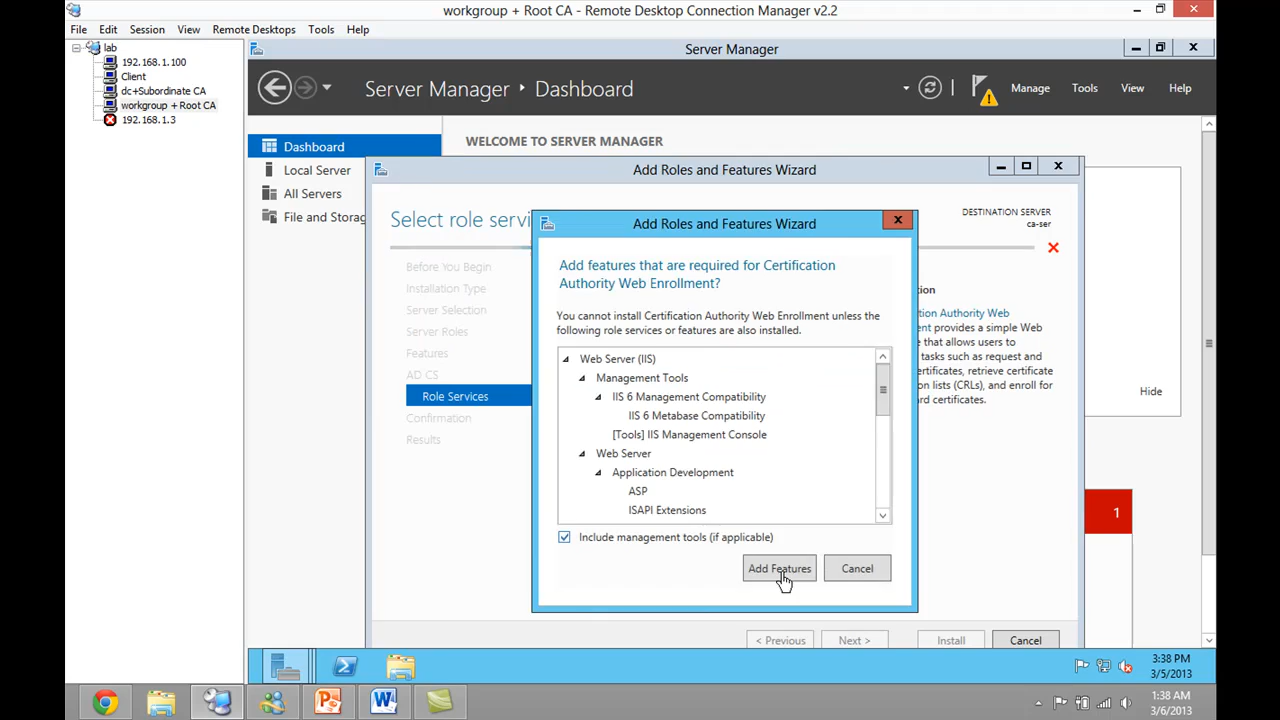 workgroup + Root CA - Remote Desktop Connection Manager v2.2
File Edit Session View Remote Desktops Tools Help
lab
192.168.1.100
Client
dc+Subordinate CA
workgroup + Root CA
192.168.1.3
Server Manager
Server Manager Dashboard
Manage Tools View Help
Dashboard
Local Server
All Servers
File and Storag
WELCOME TO SERVER MANAGER
Add Roles and Features Wizard
Select role servi
DESTINATION SERVER
ca-ser
Before You Begin
Installation Type
Server Selection
Server Roles
Features
AD CS
Role Services
Confirmation
Results
Add Roles and Features Wizard
Add features that are required for Certification
Authority Web Enrollment?
You cannot install Certification Authority Web Enrollment unless the
following role services or features are also installed.
Web Server (IIS)
Management Tools
IIS 6 Management Compatibility
IIS 6 Metabase Compatibility
[Tools] IIS Management Console
Web Server
Application Development
ASP
ISAPI Extensions
Include management tools (if applicable)
Add Features Cancel
tion
tion Authority Web
ent provides a simple Web
e that allows users to
tasks such as request and
ertificates, retrieve certificate
on lists (CRLs), and enroll for
rd certificates.
Hide
1
< Previous Next > Install Cancel
3:38 PM
3/5/2013
1:38 AM
3/6/2013